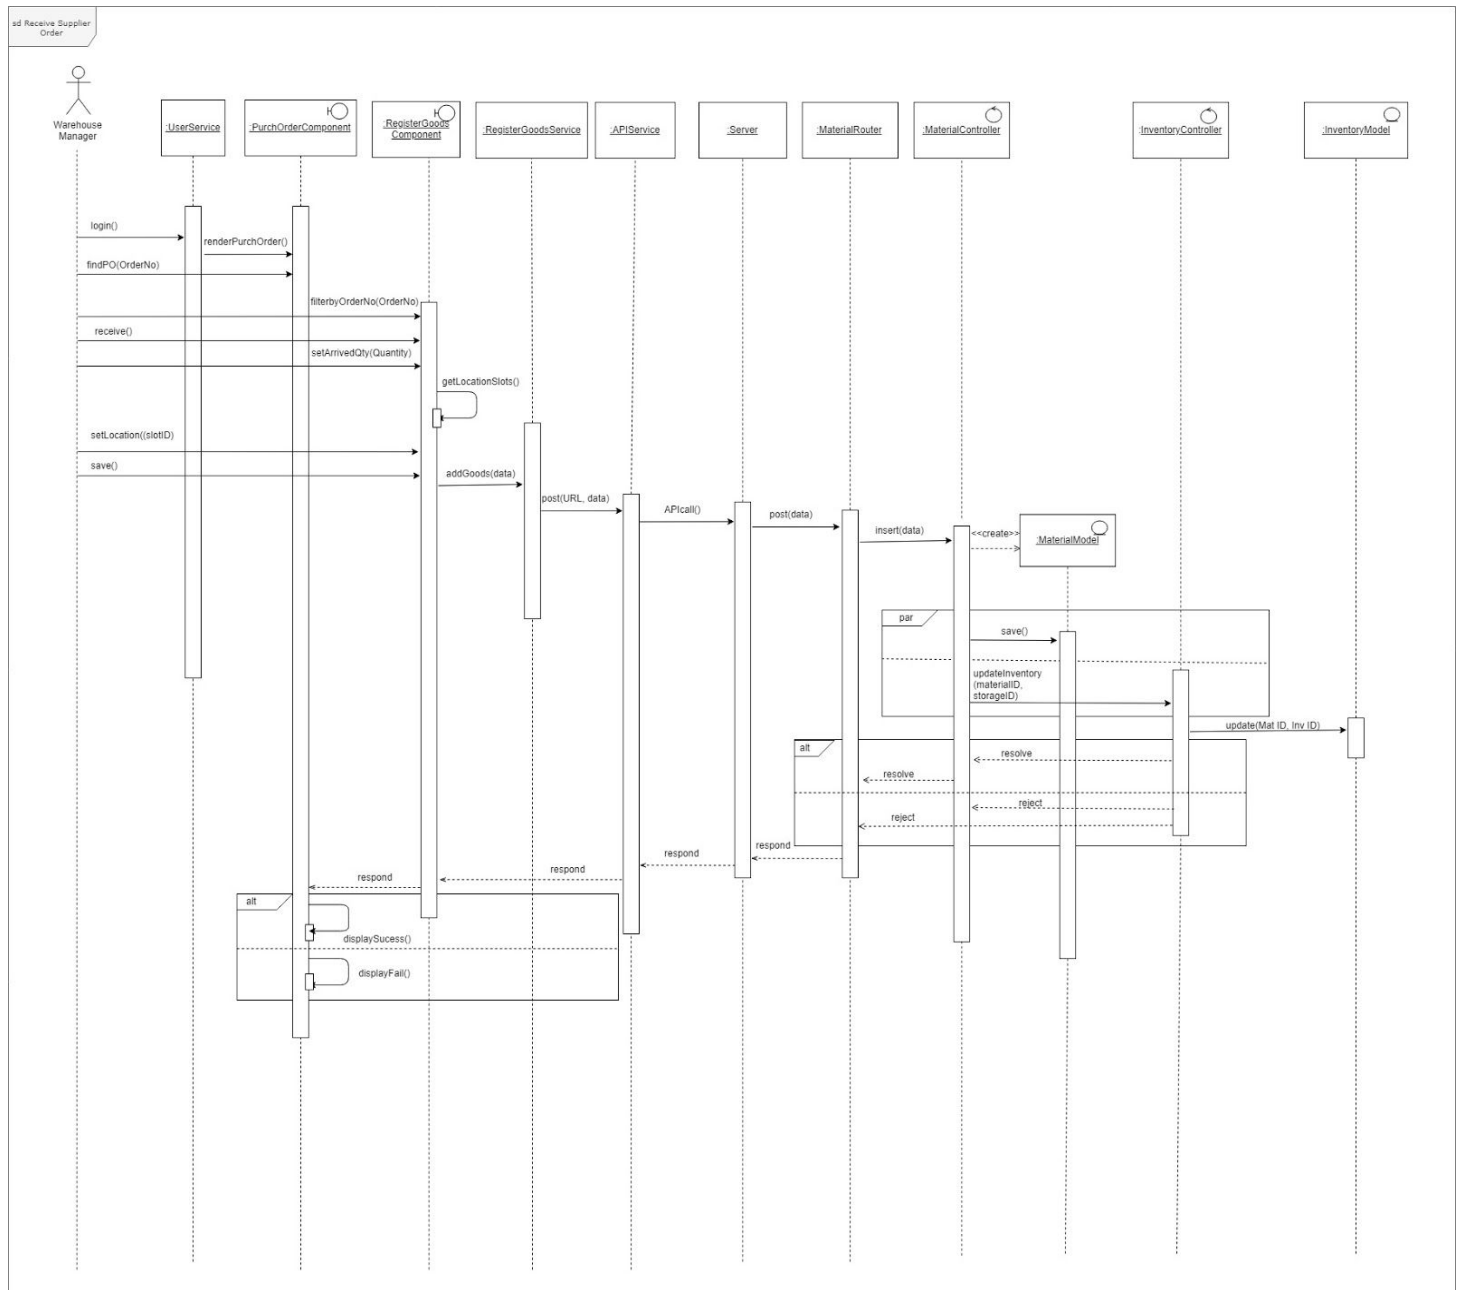 sd Receive Supplier
Order
Warehouse
Manager
:UserService
:PurchOrderComponent
:RegisterGoods
Component
:RegisterGoodsService
:APIService
:Server
:MaterialRouter
:MaterialController
:InventoryController
:InventoryModel
login()
renderPurchOrder()
findPO(OrderNo)
filterbyOrderNo(OrderNo)
receive()
setArrivedQty(Quantity)
getLocationSlots()
setLocation((slotID)
save()
addGoods(data)
post(URL, data)
APIcall()
post(data)
insert(data)
<<create>>
:MaterialModel
par
save()
updateInventory
(materialID,
storageID)
update(Mat ID, Inv ID)
alt
resolve
resolve
reject
reject
respond
respond
respond
respond
alt
displaySucess()
displayFail()